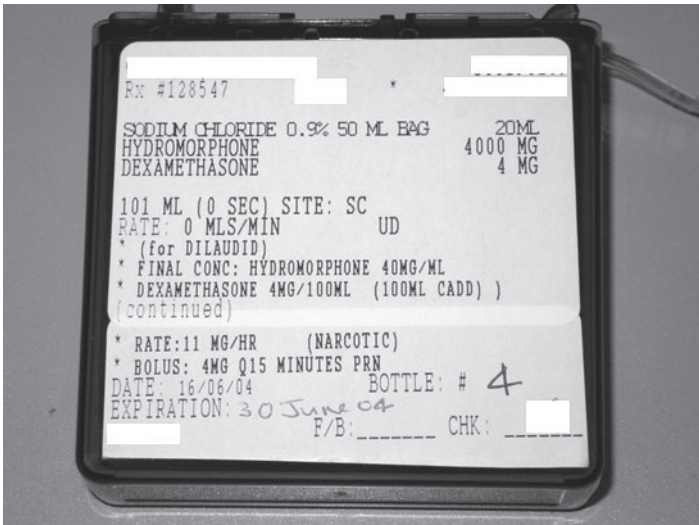 Rx #128547 *
SODIUM CHLORIDE 0.9% 50 ML BAG 20ML
HYDROMORPHONE 4000 MG
DEXAMETHASONE 4 MG
101 ML (0 SEC) SITE: SC
RATE: 0 MLS/MIN UD
* (for DILAUDID)
* FINAL CONC: HYDROMORPHONE 40MG/ML
* DEXAMETHASONE 4MG/100ML (100ML CADD) )
(continued)
* RATE:11 MG/HR (NARCOTIC)
* BOLUS: 4MG Q15 MINUTES PRN
DATE: 16/06/04 BOTTLE: # 4
EXPIRATION: 30 June 04
F/B:_______ CHK: _______